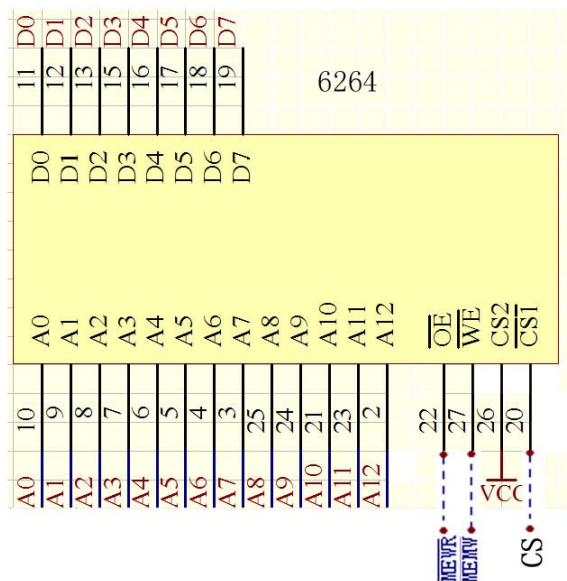 D0 D1 D2 D3 D4 D5 D6 D7
11 12 13 15 16 17 18 19
6264
D0 D1 D2 D3 D4 D5 D6 D7
A0 A1 A2 A3 A4 A5 A6 A7 A8 A9 A10 A11 A12 OE WE CS2 CS1
10 9 8 7 6 5 4 3 25 24 21 23 2 22 27 26 20
A0 A1 A2 A3 A4 A5 A6 A7 A8 A9 A10 A11 A12 VCC
MEWR MEMW CS